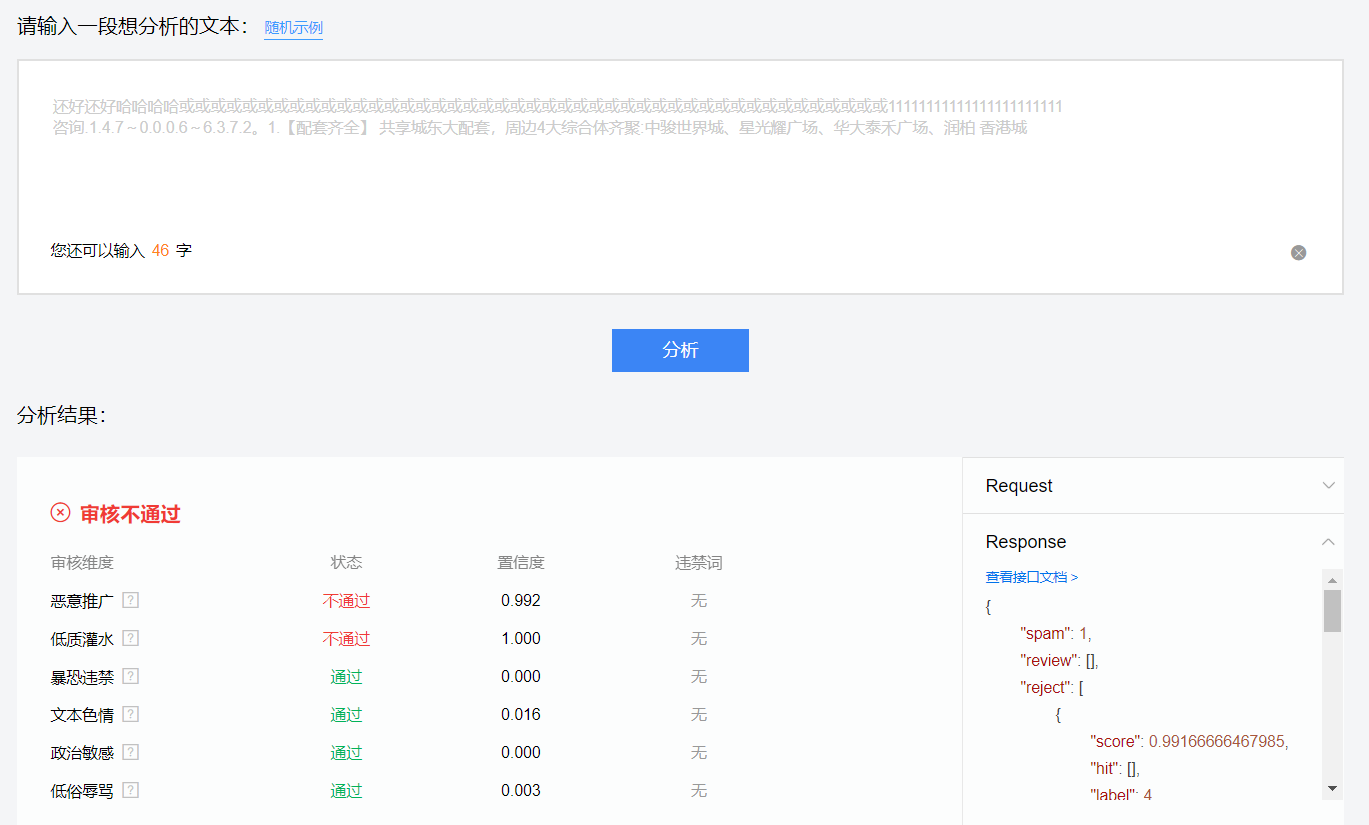 请输入一段想分析的文本： 随机示例
还好还好哈哈哈哈或或或或或或或或或或或或或或或或或或或或或或或或或或或或或或或或或或或或或或或或或或或或或1111111111111111111111
咨询.1.4.7～0.0.0.6～6.3.7.2。1.【配套齐全】 共享城东大配套，周边4大综合体齐聚:中骏世界城、星光耀广场、华大泰禾广场、润柏 香港城
您还可以输入 46 字
分析
分析结果：
审核不通过
审核维度 状态 置信度 违禁词
恶意推广 ? 不通过 0.992 无
低质灌水 ? 不通过 1.000 无
暴恐违禁 ? 通过 0.000 无
文本色情 ? 通过 0.016 无
政治敏感 ? 通过 0.000 无
低俗辱骂 ? 通过 0.003 无
Request
Response
查看接口文档 >
{
"spam": 1,
"review": [],
"reject": [
{
"score": 0.99166666467985,
"hit": [],
"label": 4